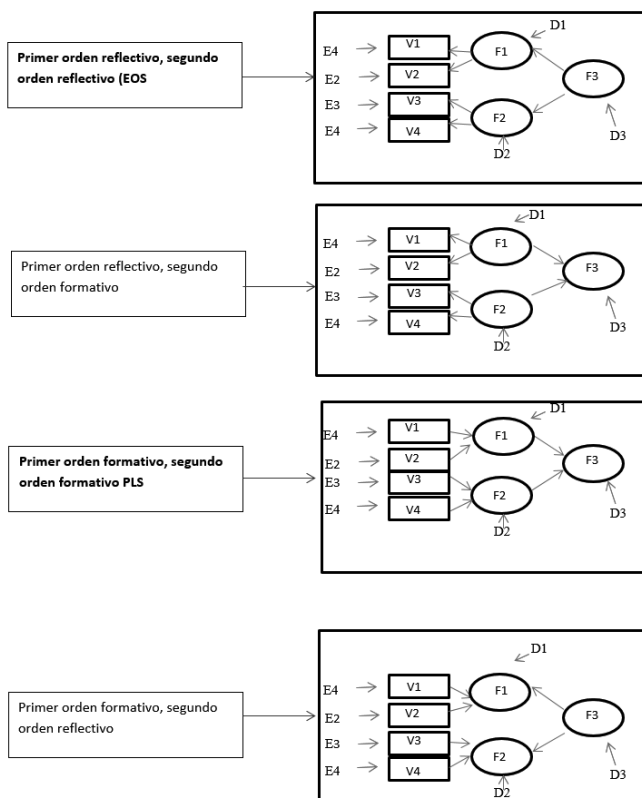 Primer orden reflectivo, segundo
orden reflectivo (EOS
E4 V1 F1 D1
E2 V2 F3
E3 V3 F2
E4 V4 D2 D3
Primer orden reflectivo, segundo
orden formativo
E4 V1 F1 D1
E2 V2 F3
E3 V3 F2
E4 V4 D2 D3
Primer orden formativo, segundo
orden formativo PLS
E4 V1 F1 D1
E2 V2 F3
E3 V3 F2
E4 V4 D2 D3
Primer orden formativo, segundo
orden reflectivo
E4 V1 F1 D1
E2 V2 F3
E3 V3 F2
E4 V4 D2 D3